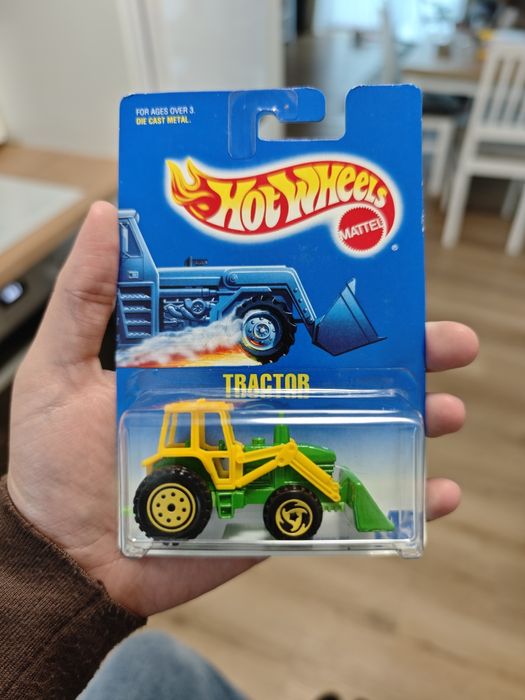 FOR AGES OVER 3.
DIE CAST METAL.
HOT WHEELS
MATTEL
®
TRACTOR